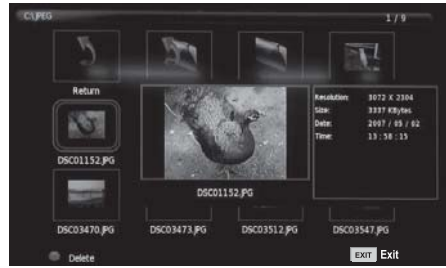 C:\JPEG 1 / 9
Return
Resolution: 3072 X 2304
Size: 3337 KBytes
Date: 2007 / 05 / 02
Time: 13 : 58 : 15
DSC01152.JPG
DSC01152.JPG
DSC03470.JPG DSC03473.JPG DSC03512.JPG DSC03547.JPG
Delete EXIT Exit